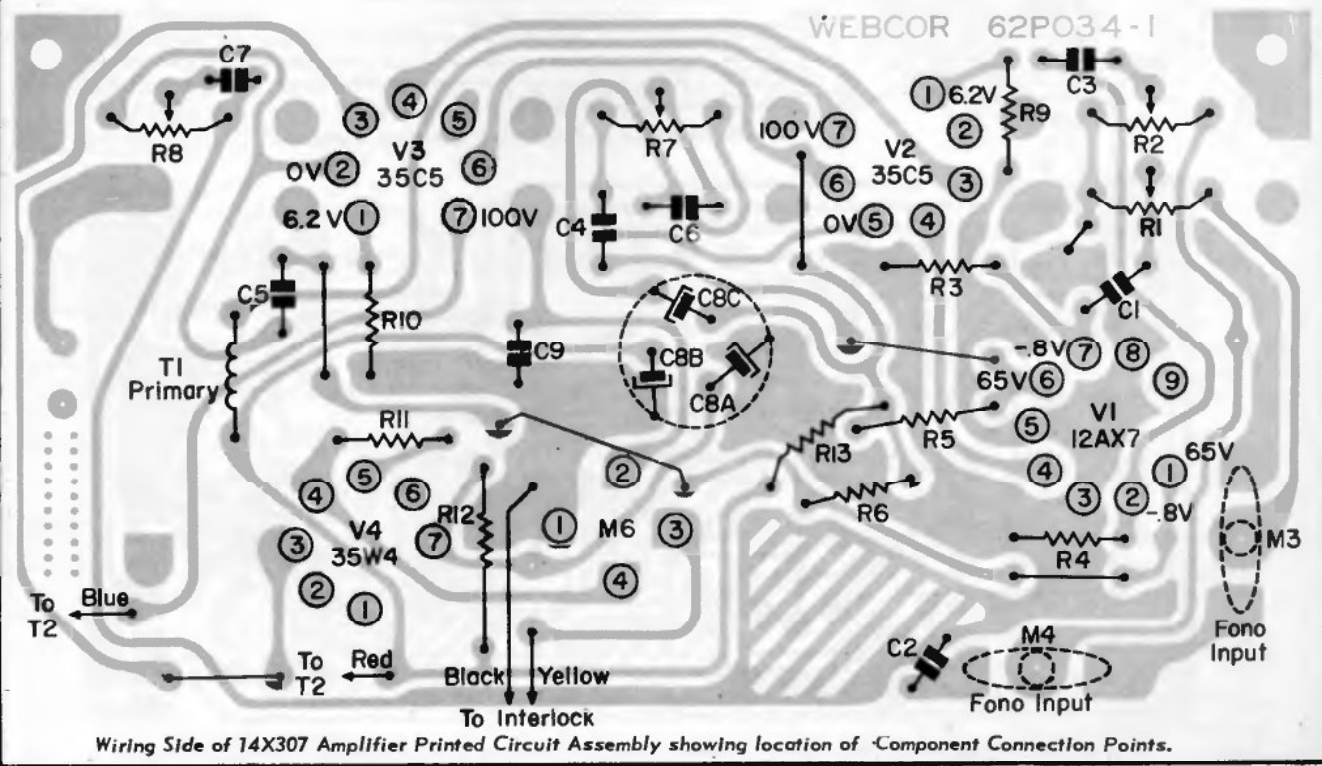 WEBCOR 62P034-1
C7
C3
R8
R7
R9
R2
V3
35C5
3
4
5
2
6
1
7
0V
6.2V
100V
V2
35C5
1
6.2V
2
100V
7
6
3
0V
5
4
C4
C6
R1
R3
C1
C5
R10
C9
C8C
C8B
C8A
T1
Primary
-.8V
7
8
65V
6
9
5
V1
12AX7
4
3
2
1
65V
-.8V
R11
R13
R5
R6
R12
4
5
6
3
V4
35W4
7
2
1
2
1
M6
3
4
R4
M3
Fono
Input
To
T2
Blue
To
T2
Red
Black
Yellow
To Interlock
C2
M4
Fono Input
Wiring Side of 14X307 Amplifier Printed Circuit Assembly showing location of Component Connection Points.